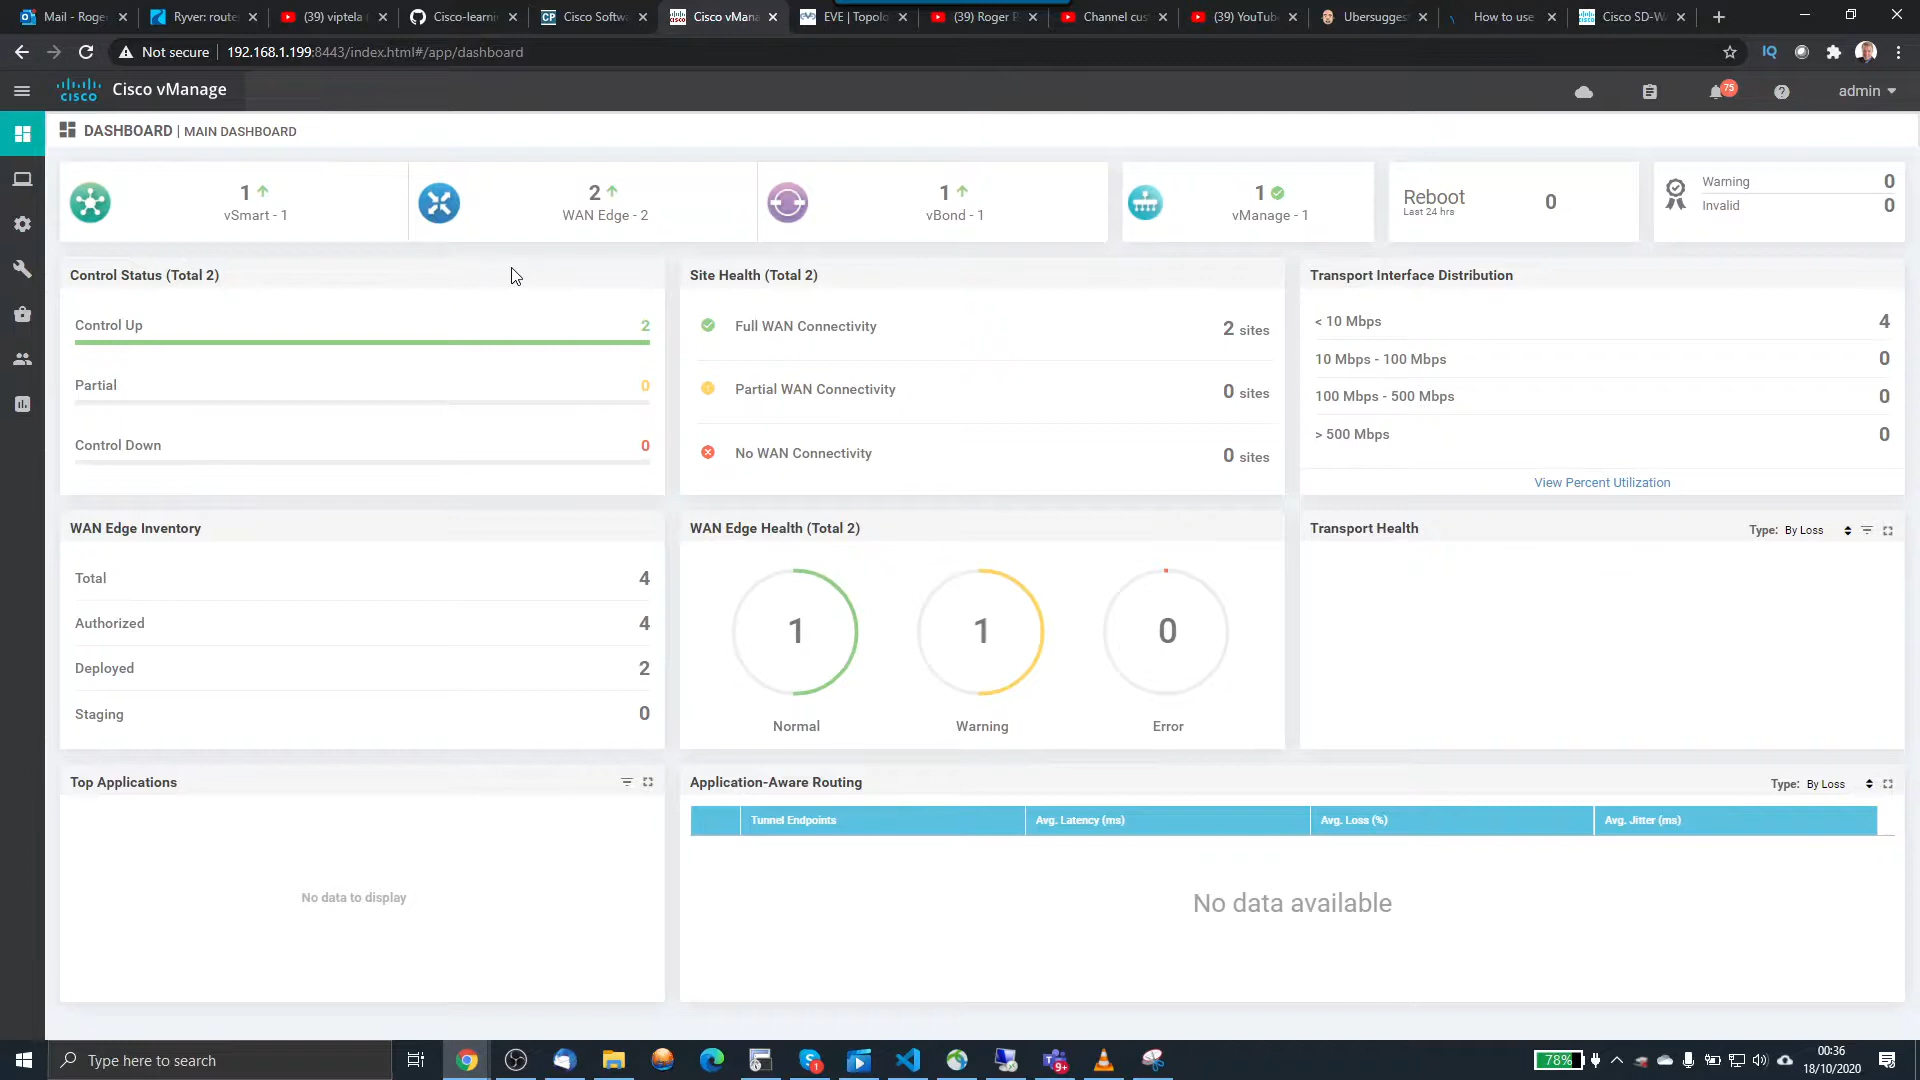 Mail - Roge
Ryver: route
(39) viptela
Cisco-learni
Cisco Softw
Cisco vMana
EVE | Topolo
(39) Roger P
Channel cus
(39) YouTub
Ubersuggest
How to use
Cisco SD-W
Not secure
192.168.1.199:8443/index.html#/app/dashboard
IQ
CISCO
Cisco vManage
75
admin
DASHBOARD | MAIN DASHBOARD
1
vSmart - 1
2
WAN Edge - 2
1
vBond - 1
1
vManage - 1
Reboot
Last 24 hrs
0
Warning 0
Invalid 0
Control Status (Total 2)
Control Up 2
Partial 0
Control Down 0
Site Health (Total 2)
Full WAN Connectivity 2 sites
Partial WAN Connectivity 0 sites
No WAN Connectivity 0 sites
Transport Interface Distribution
< 10 Mbps 4
10 Mbps - 100 Mbps 0
100 Mbps - 500 Mbps 0
> 500 Mbps 0
View Percent Utilization
WAN Edge Inventory
Total 4
Authorized 4
Deployed 2
Staging 0
WAN Edge Health (Total 2)
1 1 0
Normal Warning Error
Transport Health
Type: By Loss
Top Applications
No data to display
Application-Aware Routing
Type: By Loss
Tunnel Endpoints Avg. Latency (ms) Avg. Loss (%) Avg. Jitter (ms)
No data available
Type here to search
78%
00:36
18/10/2020